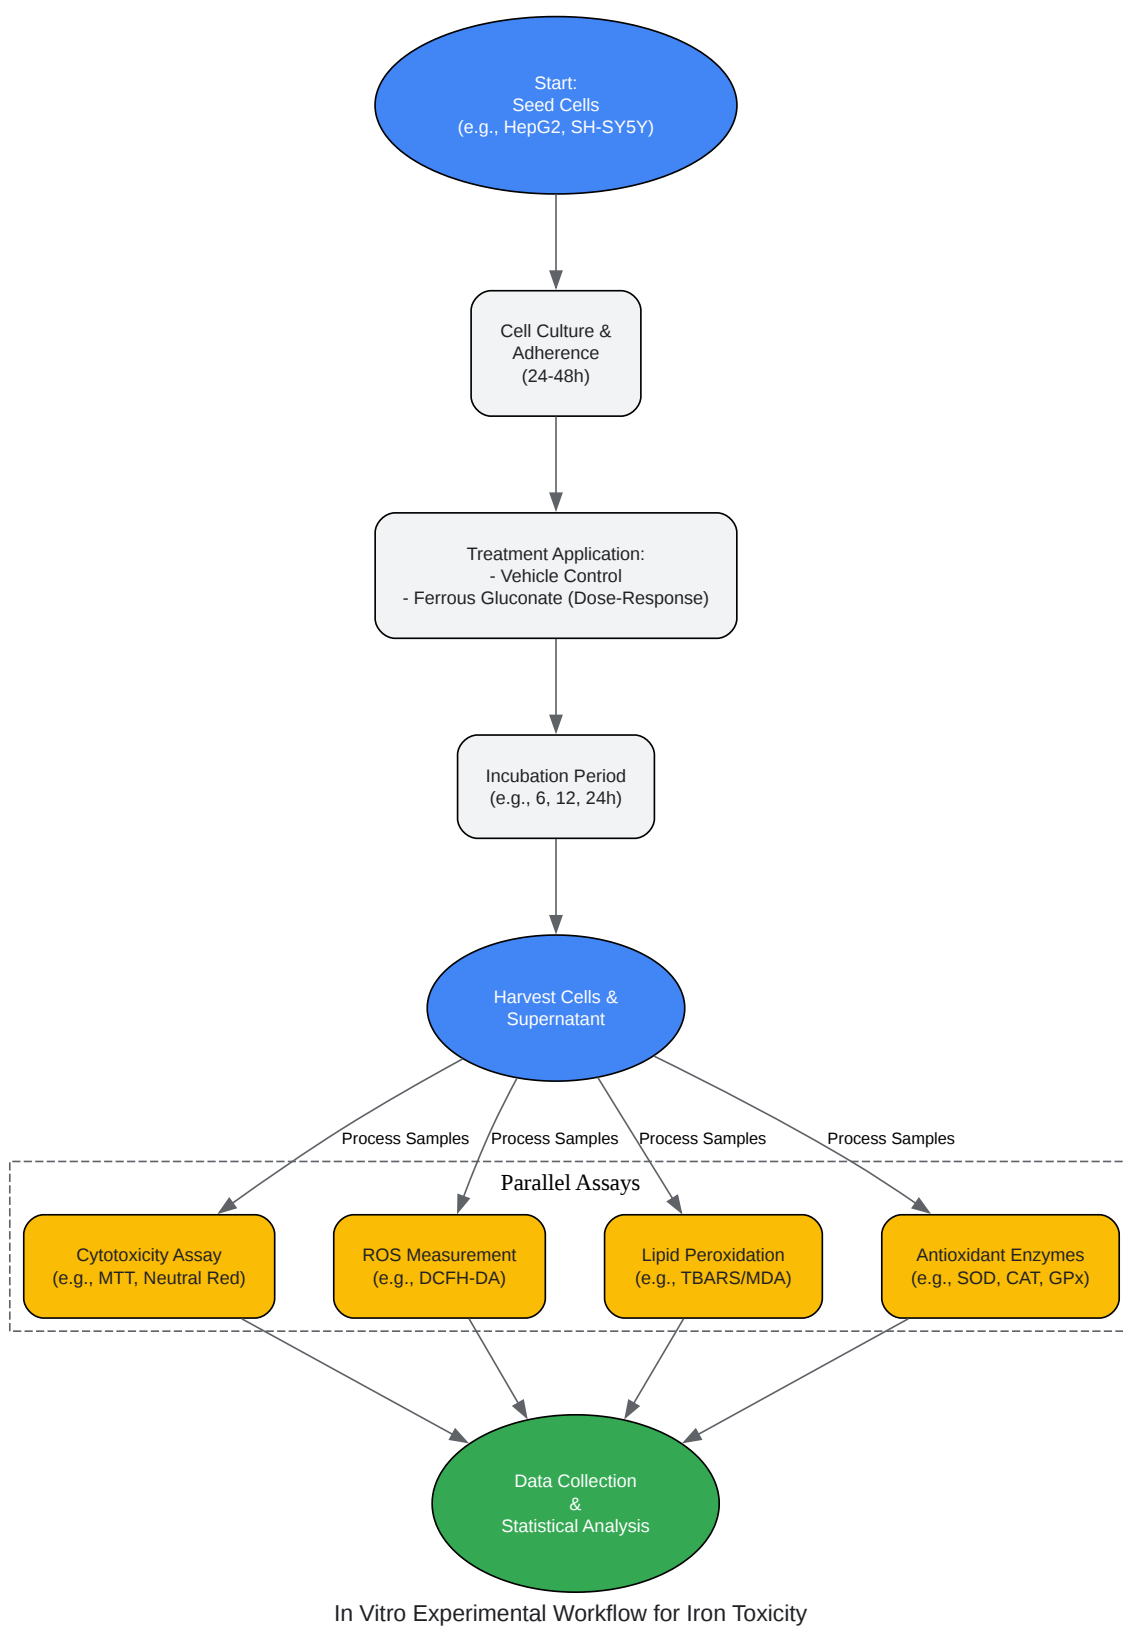 Start:
Seed Cells
(e.g., HepG2, SH-SY5Y)
Cell Culture &
Adherence
(24-48h)
Treatment Application:
- Vehicle Control
- Ferrous Gluconate (Dose-Response)
Incubation Period
(e.g., 6, 12, 24h)
Harvest Cells &
Supernatant
Process Samples
Process Samples
Process Samples
Process Samples
Parallel Assays
Cytotoxicity Assay
(e.g., MTT, Neutral Red)
ROS Measurement
(e.g., DCFH-DA)
Lipid Peroxidation
(e.g., TBARS/MDA)
Antioxidant Enzymes
(e.g., SOD, CAT, GPx)
Data Collection
&
Statistical Analysis
In Vitro Experimental Workflow for Iron Toxicity